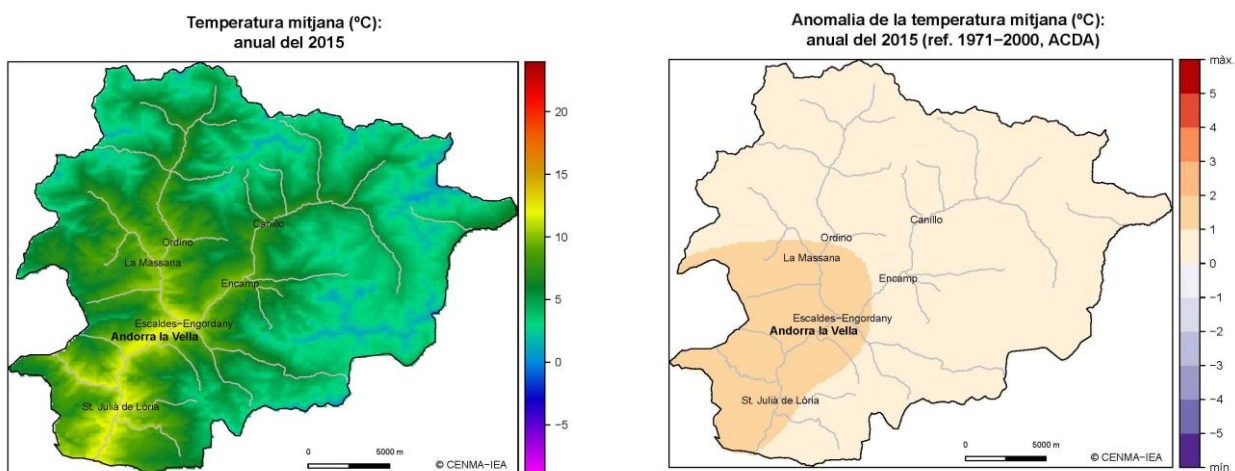 Temperatura mitjana (ºC):
anual del 2015
20
15
10
5
0
−5
Canillo
Ordino
La Massana
Encamp
Escaldes−Engordany
Andorra la Vella
St. Julià de Lòria
0
5000 m
© CENMA−IEA
Anomalia de la temperatura mitjana (ºC):
anual del 2015 (ref. 1971−2000, ACDA)
màx.
5
4
3
2
1
0
−1
−2
−3
−4
−5
mín.
Canillo
Ordino
La Massana
Encamp
Escaldes−Engordany
Andorra la Vella
St. Julià de Lòria
0
5000 m
© CENMA−IEA